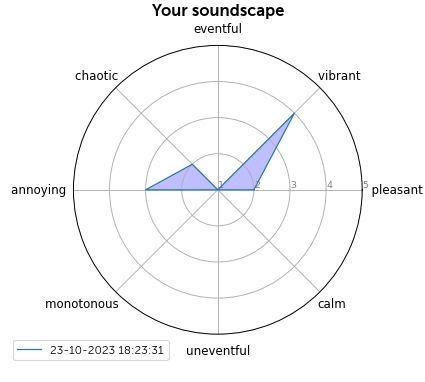 Your soundscape
eventful
chaotic
vibrant
annoying
1 2 3 4 5
pleasant
monotonous
calm
uneventful
23-10-2023 18:23:31